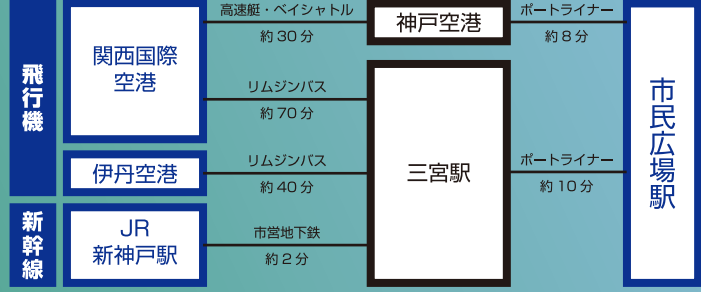 飛行機
関西国際
空港
高速艇・ベイシャトル
約30分
神戸空港
ポートライナー
約8分
リムジンバス
約70分
伊丹空港
リムジンバス
約40分
三宮駅
ポートライナー
約10分
市民広場駅
新幹線
JR
新神戸駅
市営地下鉄
約2分